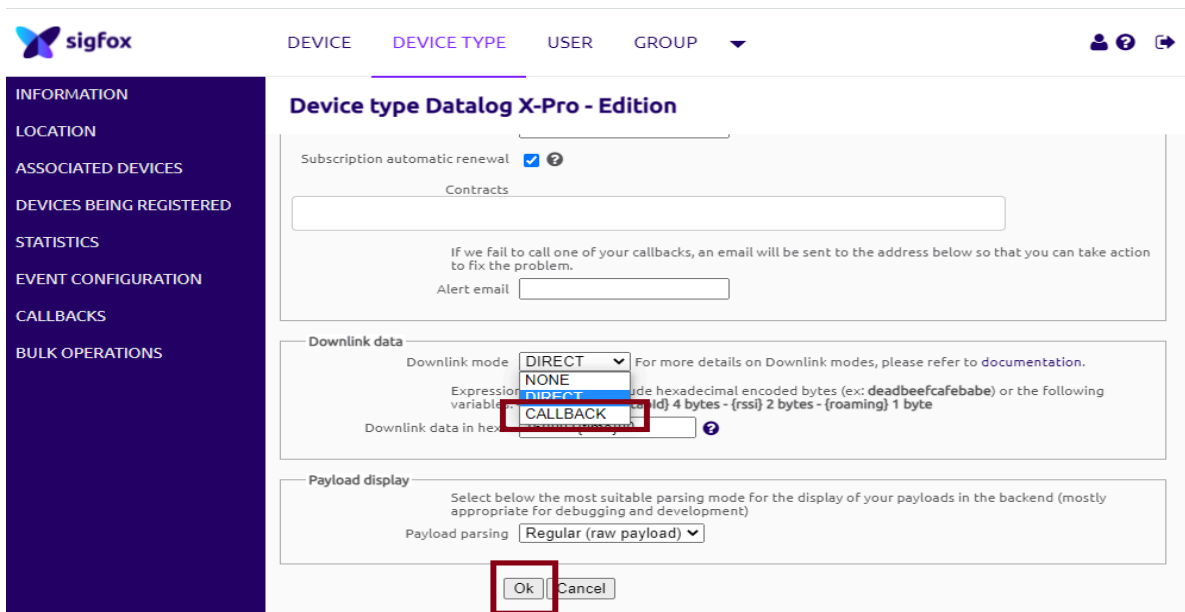 sigfox
DEVICE DEVICE TYPE USER GROUP
INFORMATION
LOCATION
ASSOCIATED DEVICES
DEVICES BEING REGISTERED
STATISTICS
EVENT CONFIGURATION
CALLBACKS
BULK OPERATIONS
Device type Datalog X-Pro - Edition
Subscription automatic renewal
Contracts
If we fail to call one of your callbacks, an email will be sent to the address below so that you can take action
to fix the problem.
Alert email
Downlink data
Downlink mode DIRECT For more details on Downlink modes, please refer to documentation.
NONE
DIRECT
CALLBACK
Expression hexadecimal encoded bytes (ex: deadbeefcafebabe) or the following
variables: 4 bytes - {rssi} 2 bytes - {roaming} 1 byte
Downlink data in hex
Payload display
Select below the most suitable parsing mode for the display of your payloads in the backend (mostly
appropriate for debugging and development)
Payload parsing Regular (raw payload)
Ok Cancel